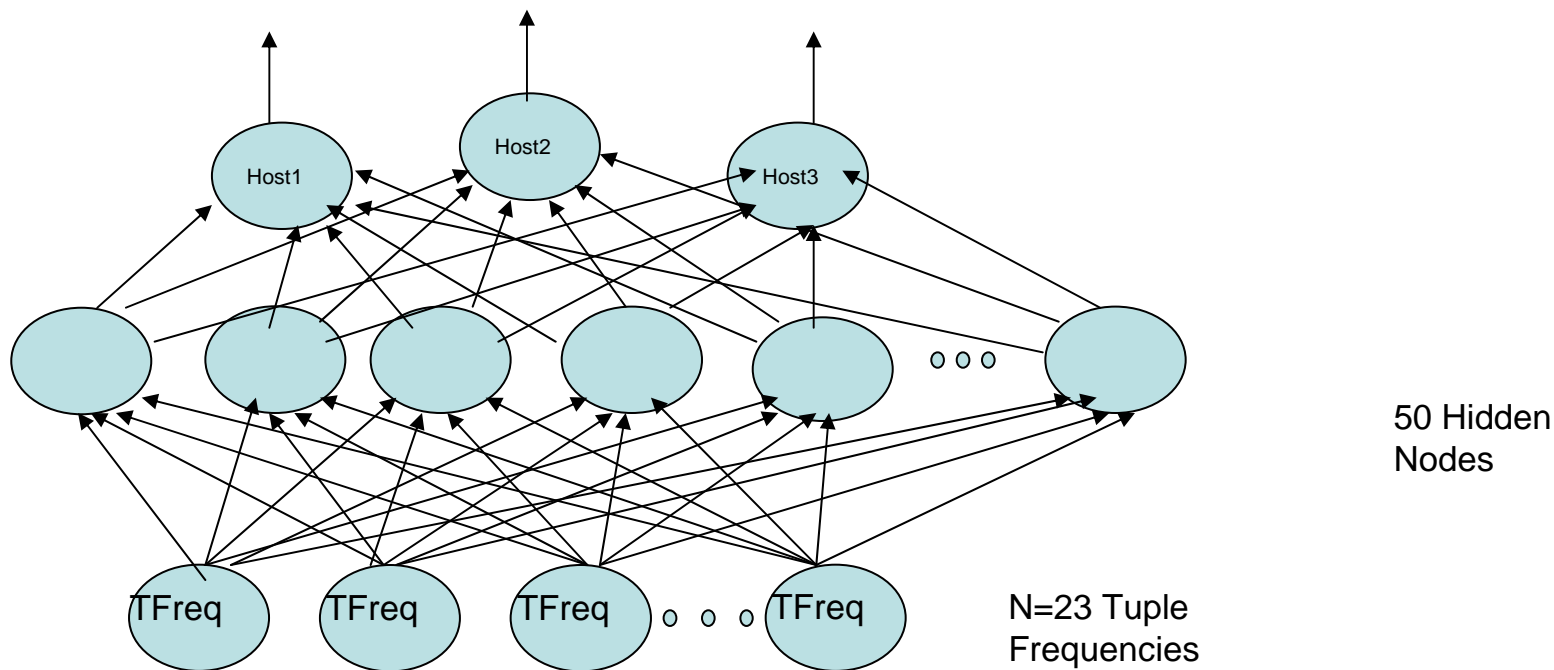 Host2
Host1
Host3
50 Hidden
Nodes
TFreq
TFreq
TFreq
TFreq
N=23 Tuple
Frequencies